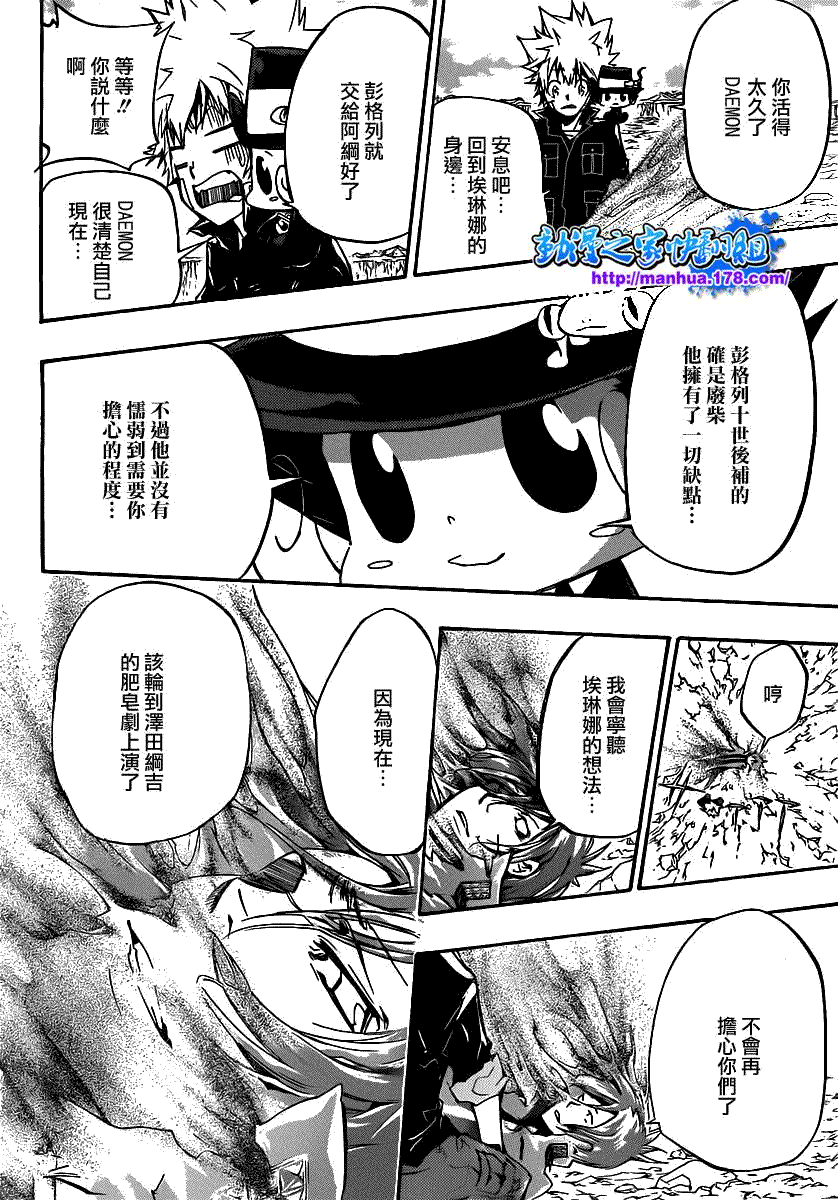 你活得
太久了
DAEMON
安息吧…
回到埃琳娜的
身邊…
彭格列就
交給阿綱好了
等等!!
你説什麼
啊
DAEMON
很清楚自己
現在…
動漫之家漢化組
http://manhua.178.com/
彭格列十世後補的
確是廢柴
他擁有了一切缺點…
不過他並沒有
懦弱到需要你
擔心的程度…
哼
我會寧聽
埃琳娜的想法…
因為現在…
該輪到澤田綱吉
的肥皂劇上演了
不會再
擔心你們了